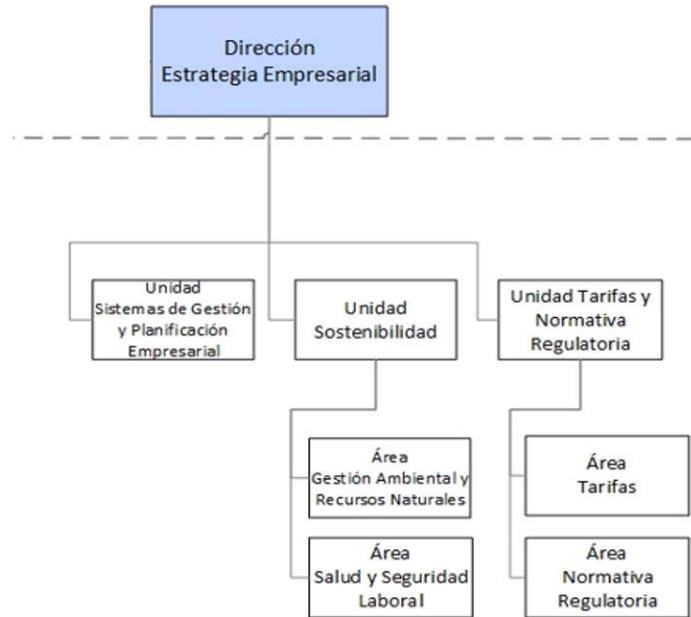 Dirección
Estrategia Empresarial
Unidad
Sistemas de Gestión
y Planificación
Empresarial
Unidad
Sostenibilidad
Unidad Tarifas y
Normativa
Regulatoria
Área
Gestión Ambiental y
Recursos Naturales
Área
Tarifas
Área
Salud y Seguridad
Laboral
Área
Normativa
Regulatoria